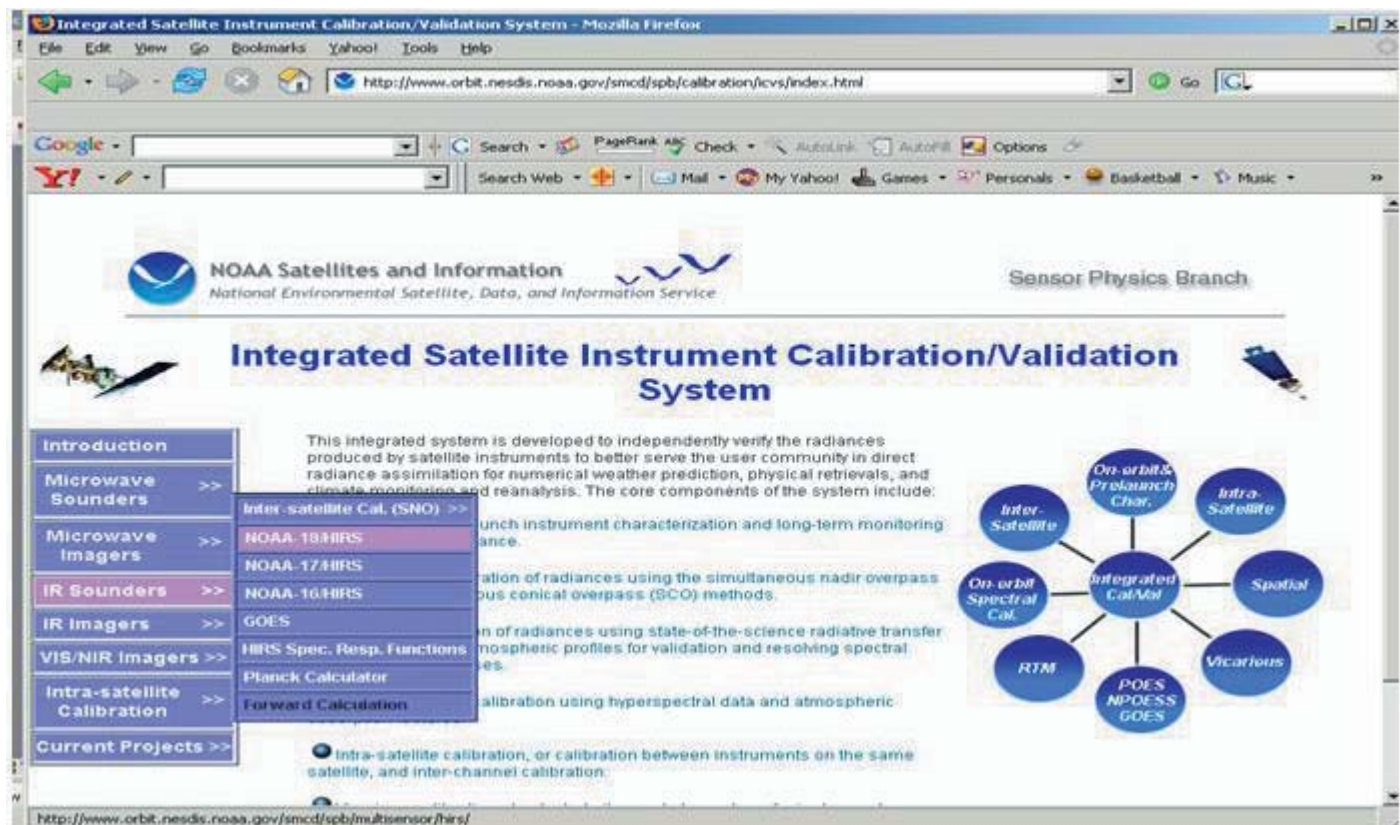 Integrated Satellite Instrument Calibration/Validation System - Mozilla Firefox
File Edit View Go Bookmarks Yahoo! Tools Help
http://www.orbit.nesdis.noaa.gov/smcd/spb/calibration/icvs/index.html
Go
Google
Search
PageRank
Check
AutoLink
AutoFill
Options
Y!
Search Web
Mail
My Yahoo!
Games
Personals
Basketball
Music
NOAA Satellites and Information
National Environmental Satellite, Data, and Information Service
Sensor Physics Branch
Integrated Satellite Instrument Calibration/Validation
System
Introduction
Microwave >>
Sounders
Microwave >>
Imagers
IR Sounders >>
IR Imagers >>
VIS/NIR Imagers >>
Intra-satellite >>
Calibration
Current Projects >>
Inter-satellite Cal. (SNO) >>
NOAA-18/HIRS
NOAA-17/HIRS
NOAA-16/HIRS
GOES
HIRS Spec. Resp. Functions
Planck Calculator
Forward Calculation
This integrated system is developed to independently verify the radiances
produced by satellite instruments to better serve the user community in direct
radiance assimilation for numerical weather prediction, physical retrievals, and
climate monitoring and reanalysis. The core components of the system include:
unch instrument characterization and long-term monitoring
ance.
ration of radiances using the simultaneous nadir overpass
ous conical overpass (SCO) methods.
n of radiances using state-of-the-science radiative transfer
mospheric profiles for validation and resolving spectral
es.
alibration using hyperspectral data and atmospheric
Intra-satellite calibration, or calibration between instruments on the same
satellite, and inter-channel calibration.
On-orbit&
Prelaunch
Char.
Inter-
Satellite
Intra-
Satellite
On-orbit
Spectral
Cal.
Integrated
Cal/Val
Spatial
RTM
POES
NPOESS
GOES
Vicarious
http://www.orbit.nesdis.noaa.gov/smcd/spb/multisensor/hirs/